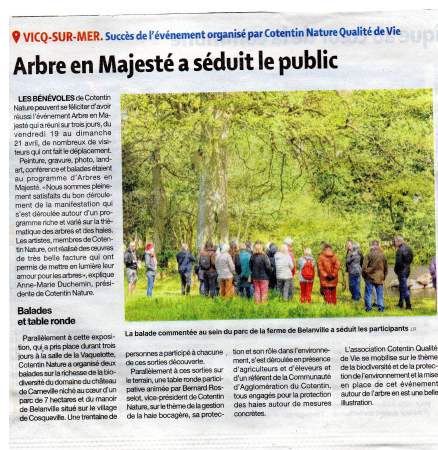 VICQ-SUR-MER. Succès de l'événement organisé par Cotentin Nature Qualité de Vie
Arbre en Majesté a séduit le public
LES BÉNÉVOLES de Cotentin
Nature peuvent se féliciter d'avoir
réussi l'événement Arbre en Ma-
jesté qui a réuni sur trois jours, du
vendredi 19 au dimanche
21 avril, de nombreux de visi-
teurs qui ont fait le déplacement.
Peinture, gravure, photo, land-
art, conférence et balades étaient
au programme d'Arbres en
Majesté. «Nous sommes pleine-
ment satisfaits du bon déroule-
ment de la manifestation qui
s'est déroulée autour d'un pro-
gramme riche et varié sur la thé-
matique des arbres et des haies.
Les artistes, membres de Coten-
tin Nature, ont réalisé des œuvres
de très belle facture qui ont
permis de mettre en lumière leur
amour pour les arbres», explique
Anne-Marie Duchemin, prési-
dente de Cotentin Nature.
Balades
et table ronde
Parallèlement à cette exposi-
tion, qui a pris place durant trois
jours à la salle de la Vaquelotte,
Cotentin Nature a organisé deux
balades sur la richesse de la bio-
diversité du domaine du château
de Carneville niché au cœur d'un
parc de 7 hectares et du manoir
de Belanville situé sur le village
de Cosqueville. Une trentaine de
La balade commentée au sein du parc de la ferme de Belanville a séduit les participants
personnes a participé à chacune
de ces sorties découverte.
Parallèlement à ces sorties sur
le terrain, une table ronde partici-
pative animée par Bernard Ros-
selot, vice-président de Cotentin
Nature, sur le thème de la gestion
de la haie bocagère, sa protec-
tion et son rôle dans l'environne-
ment, s'est déroulée en présence
d'agriculteurs et d'éleveurs et
d'un référent de la Communauté
d'Agglomération du Cotentin,
tous engagés pour la protection
des haies autour de mesures
concrètes.
L'association Cotentin Qualité
de Vie se mobilise sur le thème
de la biodiversité et de la protec-
tion de l'environnement et la mise
en place de cet événement
autour de l'arbre en est une belle
illustration.